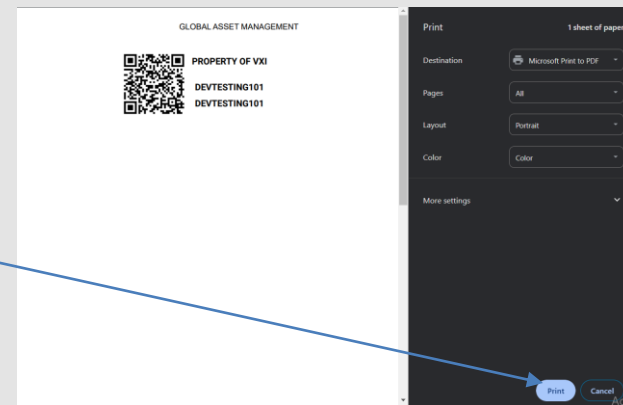 GLOBAL ASSET MANAGEMENT
PROPERTY OF VXI
DEVTESTING101
DEVTESTING101
Print 1 sheet of paper
Destination Microsoft Print to PDF
Pages All
Layout Portrait
Color Color
More settings
Print Cancel